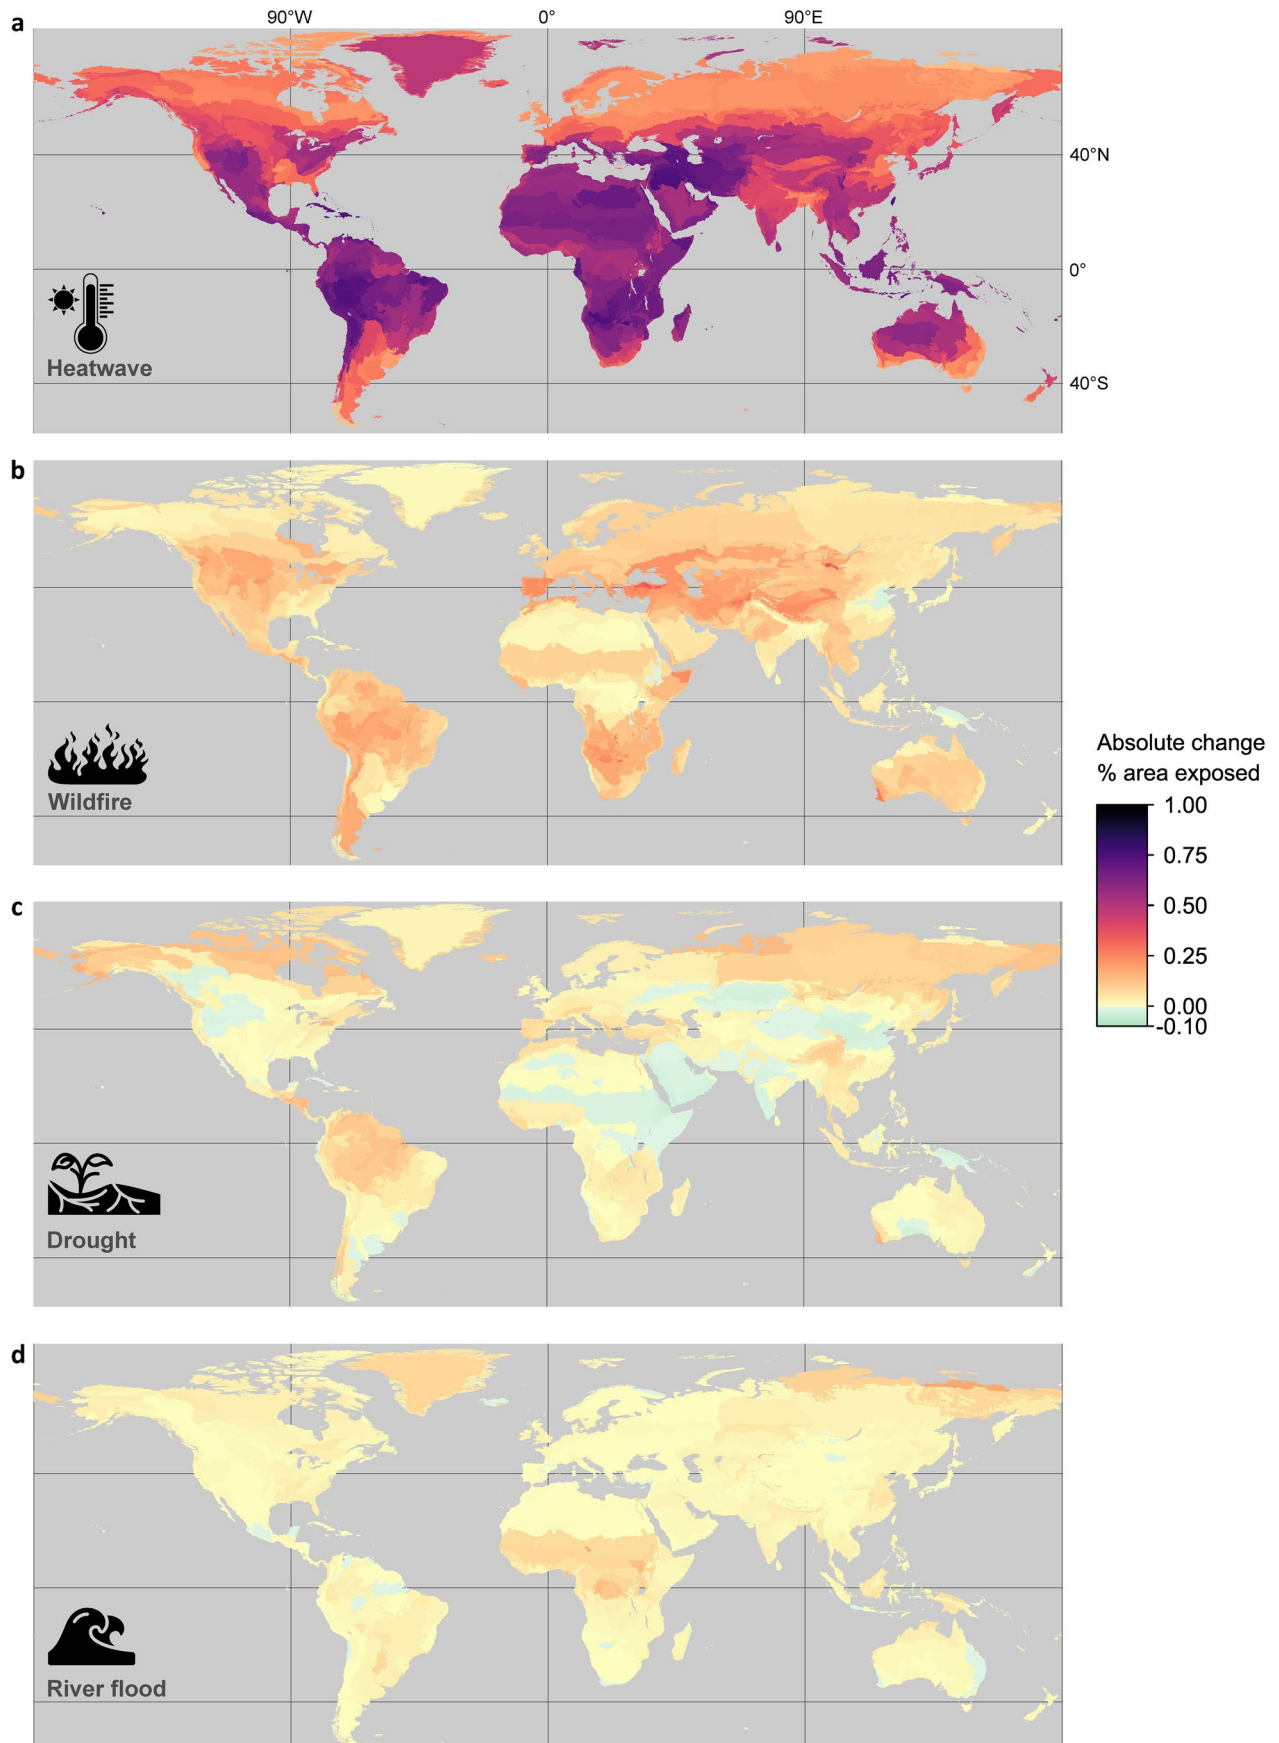 a
90°W 0° 90°E
40°N
0°
40°S
Heatwave
b
Wildfire
Absolute change
% area exposed
1.00
0.75
0.50
0.25
0.00
-0.10
c
Drought
d
River flood